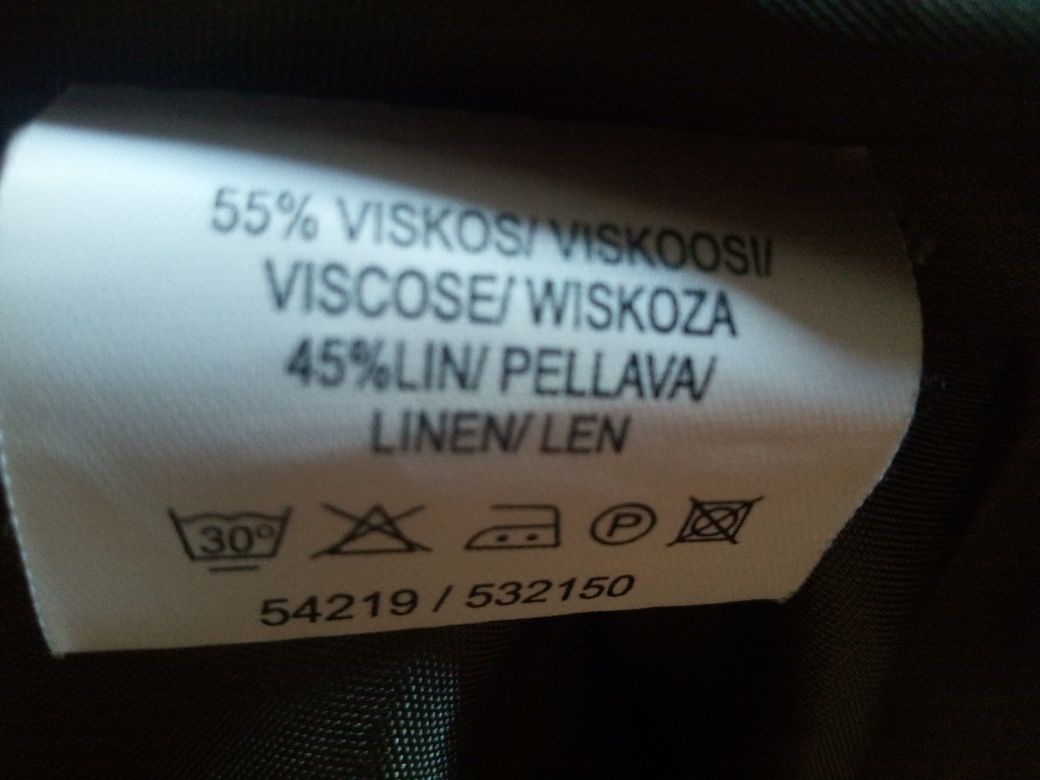 55% VISKOS/ VISKOOSI/
VISCOSE/ WISKOZA
45%LIN/ PELLAVA/
LINEN/ LEN
30°
P
54219 / 532150